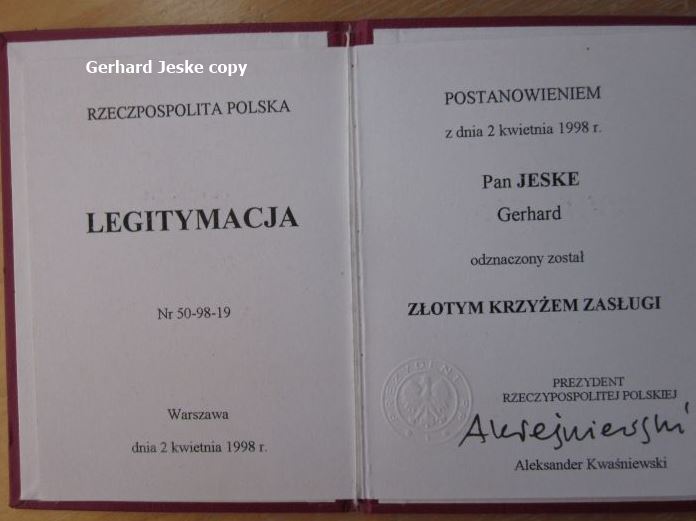 Gerhard Jeske copy
RZECZPOSPOLITA POLSKA
LEGITYMACJA
Nr 50-98-19
Warszawa
dnia 2 kwietnia 1998 r.
POSTANOWIENIEM
z dnia 2 kwietnia 1998 r.
Pan JESKE
Gerhard
odznaczony został
ZŁOTYM KRZYŻEM ZASŁUGI
PREZYDENT
RZECZYPOSPOLITEJ POLSKIEJ
Aleksander Kwaśniewski